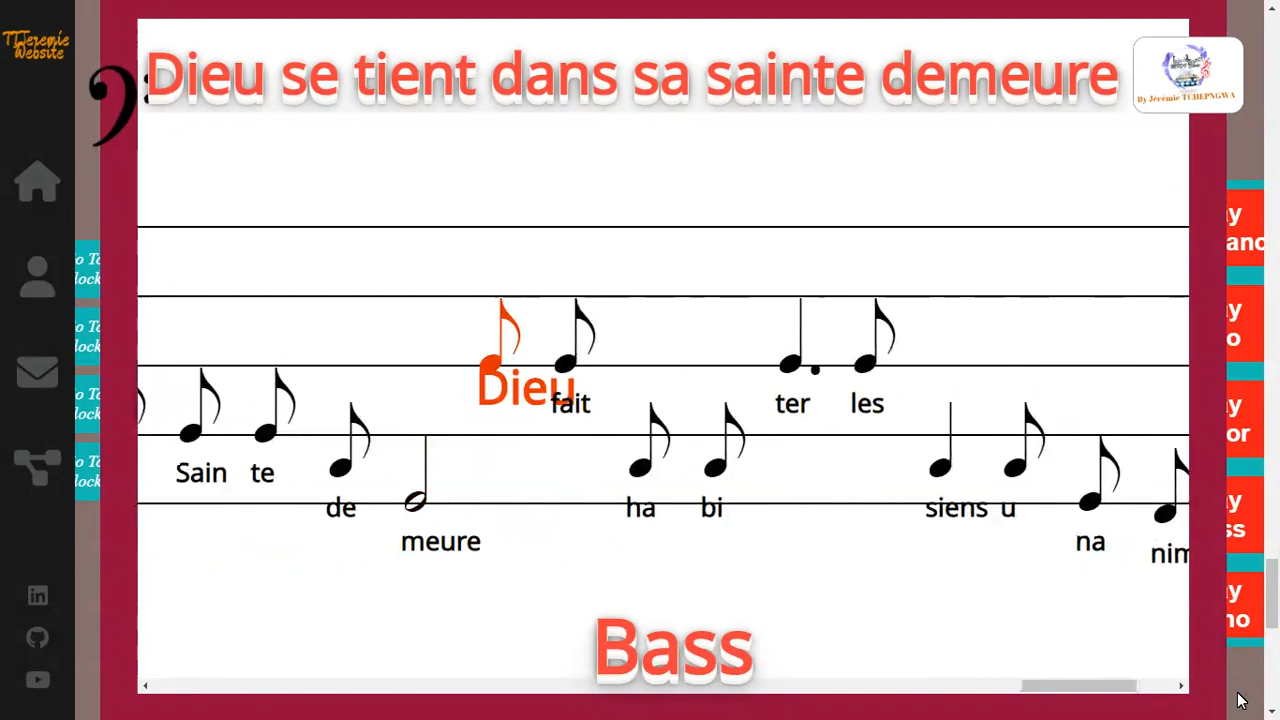 TTJeremie
Website
Dieu se tient dans sa sainte demeure
By Jérémie TCHEPNGWA
Dieu
fait ter les
Sain te
de ha bi siens u
meure na
nim
Bass